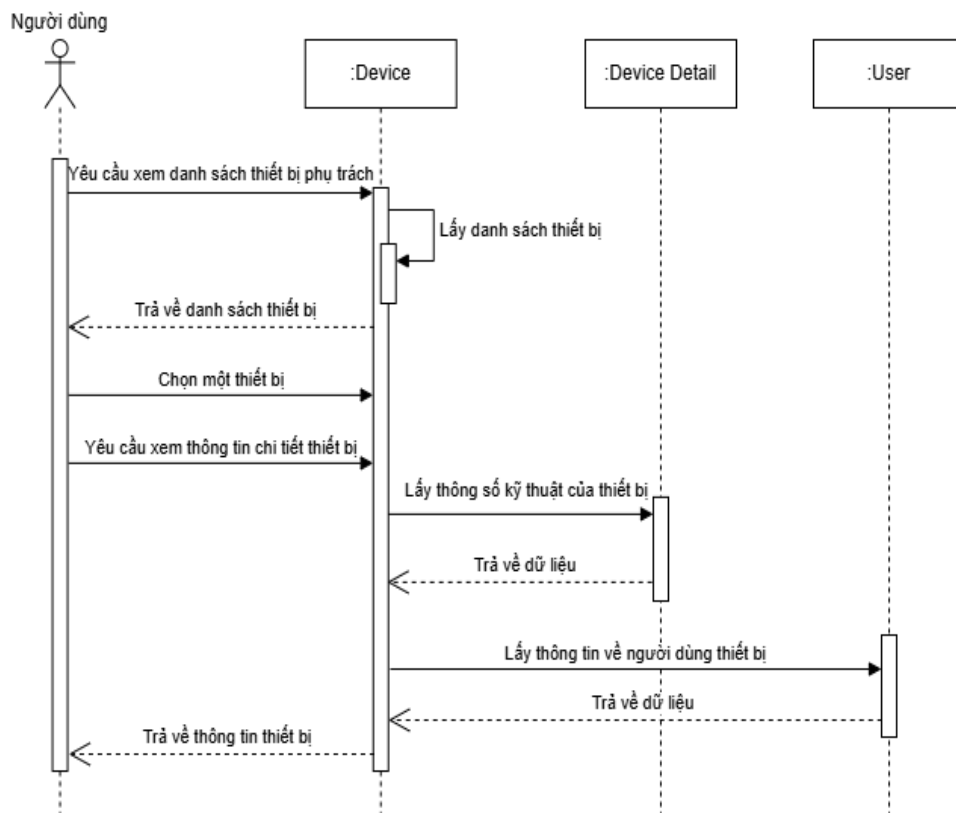 Người dùng
:Device
:Device Detail
:User
Yêu cầu xem danh sách thiết bị phụ trách
Lấy danh sách thiết bị
Trả về danh sách thiết bị
Chọn một thiết bị
Yêu cầu xem thông tin chi tiết thiết bị
Lấy thông số kỹ thuật của thiết bị
Trả về dữ liệu
Lấy thông tin về người dùng thiết bị
Trả về dữ liệu
Trả về thông tin thiết bị